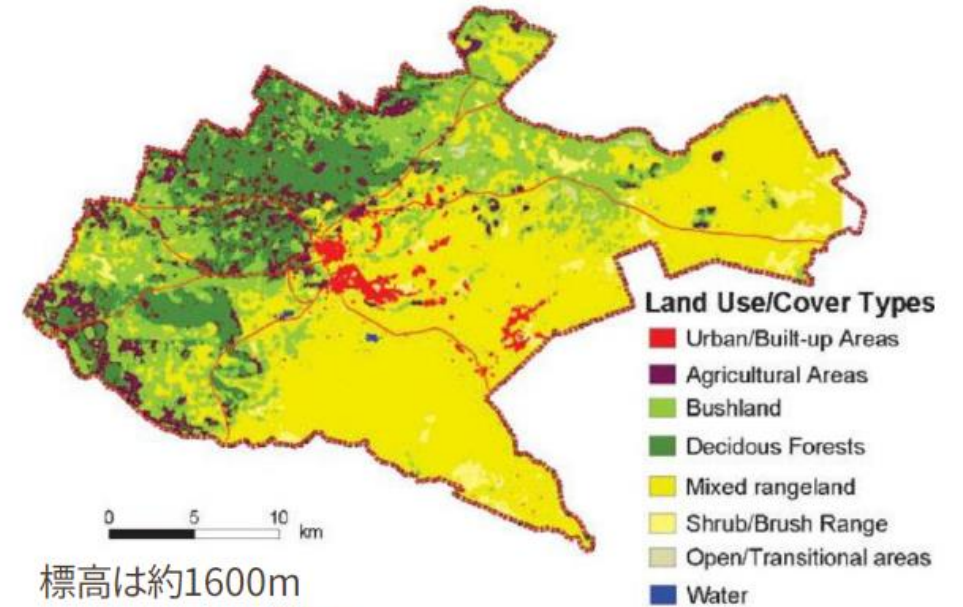 Land Use/Cover Types
Urban/Built-up Areas
Agricultural Areas
Bushland
Decidous Forests
Mixed rangeland
Shrub/Brush Range
Open/Transitional areas
Water
0 5 10
km
標高は約1600m